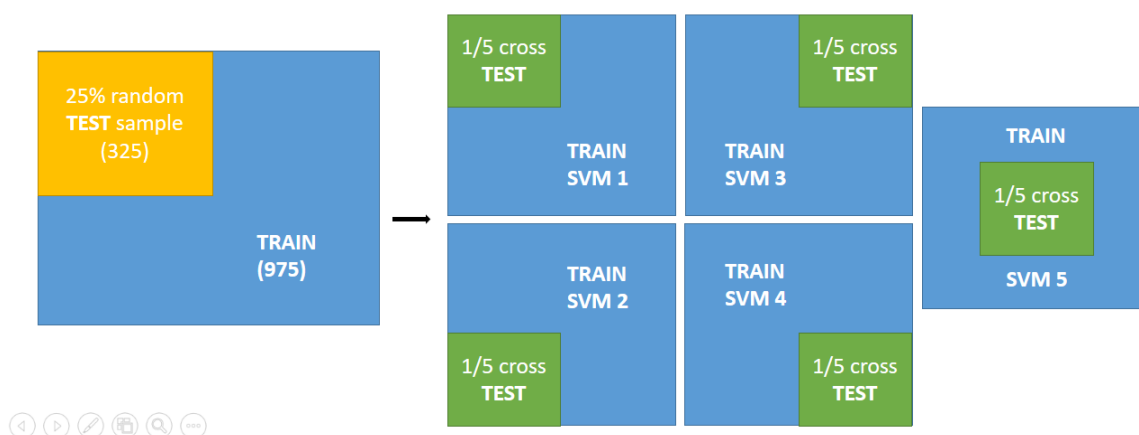 25% random
TEST sample
(325)
TRAIN
(975)
1/5 cross
TEST
TRAIN
SVM 1
1/5 cross
TEST
TRAIN
SVM 3
TRAIN
SVM 2
1/5 cross
TEST
TRAIN
SVM 4
1/5 cross
TEST
TRAIN
1/5 cross
TEST
SVM 5